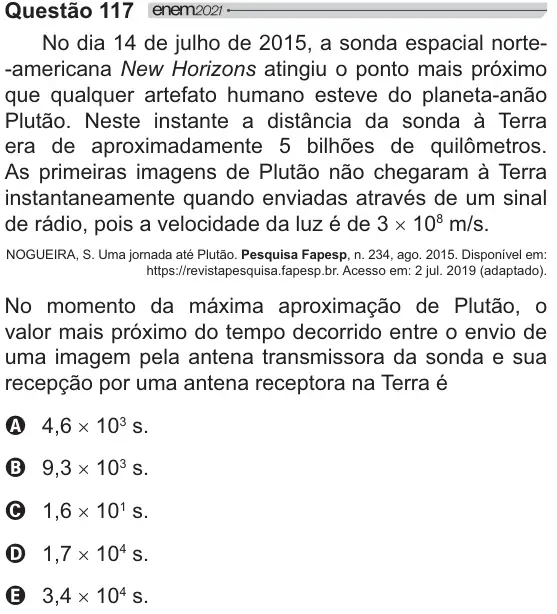 Questão 117 enem2021
No dia 14 de julho de 2015, a sonda espacial norte-
-americana New Horizons atingiu o ponto mais próximo
que qualquer artefato humano esteve do planeta-anão
Plutão. Neste instante a distância da sonda à Terra
era de aproximadamente 5 bilhões de quilômetros.
As primeiras imagens de Plutão não chegaram à Terra
instantaneamente quando enviadas através de um sinal
de rádio, pois a velocidade da luz é de 3 × 10⁸ m/s.
NOGUEIRA, S. Uma jornada até Plutão. Pesquisa Fapesp, n. 234, ago. 2015. Disponível em:
https://revistapesquisa.fapesp.br. Acesso em: 2 jul. 2019 (adaptado).
No momento da máxima aproximação de Plutão, o
valor mais próximo do tempo decorrido entre o envio de
uma imagem pela antena transmissora da sonda e sua
recepção por uma antena receptora na Terra é
A 4,6 × 10³ s.
B 9,3 × 10³ s.
C 1,6 × 10¹ s.
D 1,7 × 10⁴ s.
E 3,4 × 10⁴ s.